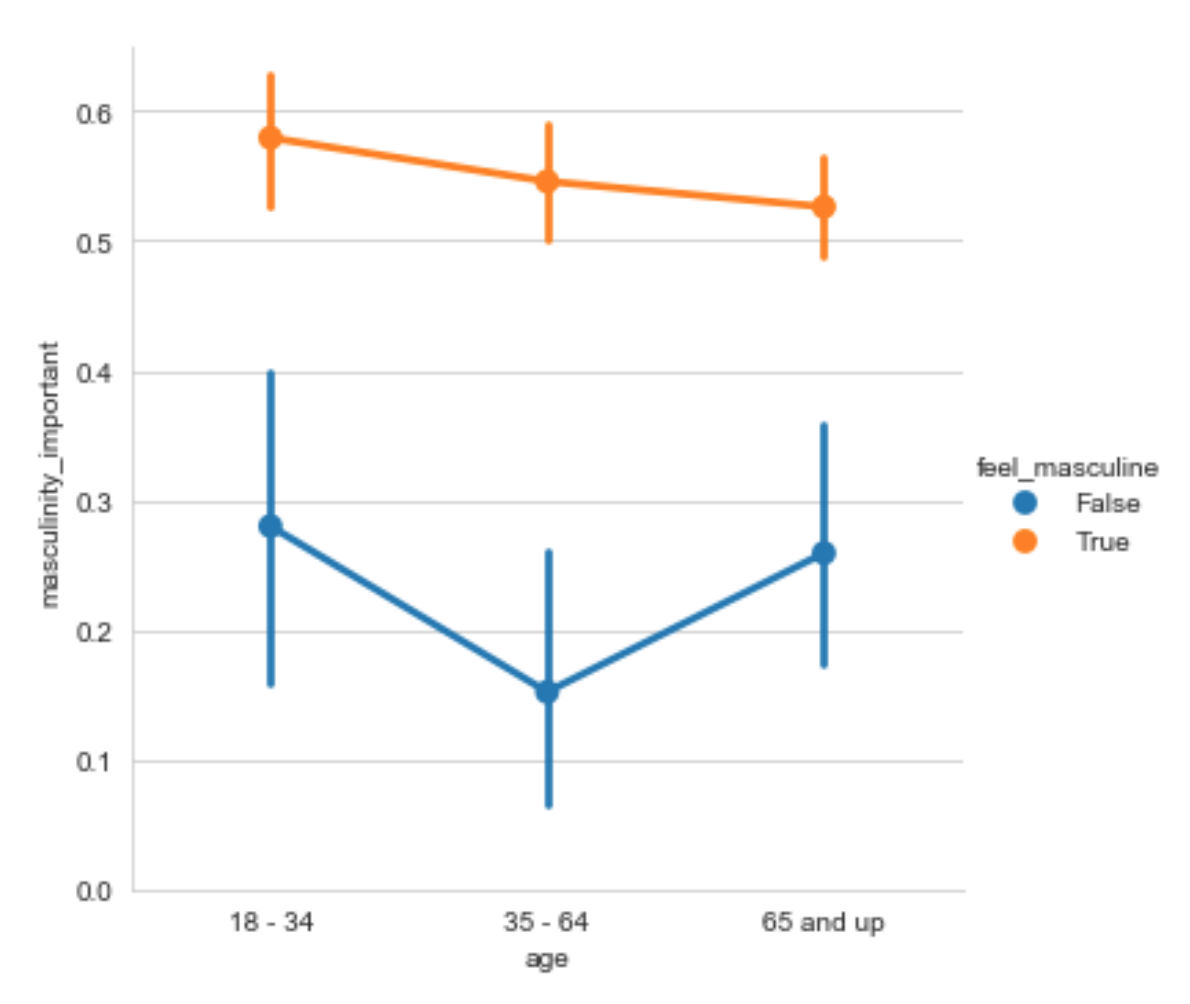 0.6
0.5
0.4
0.3
0.2
0.1
0.0
masculinity_important
18 - 34
35 - 64
65 and up
age
feel_masculine
False
True